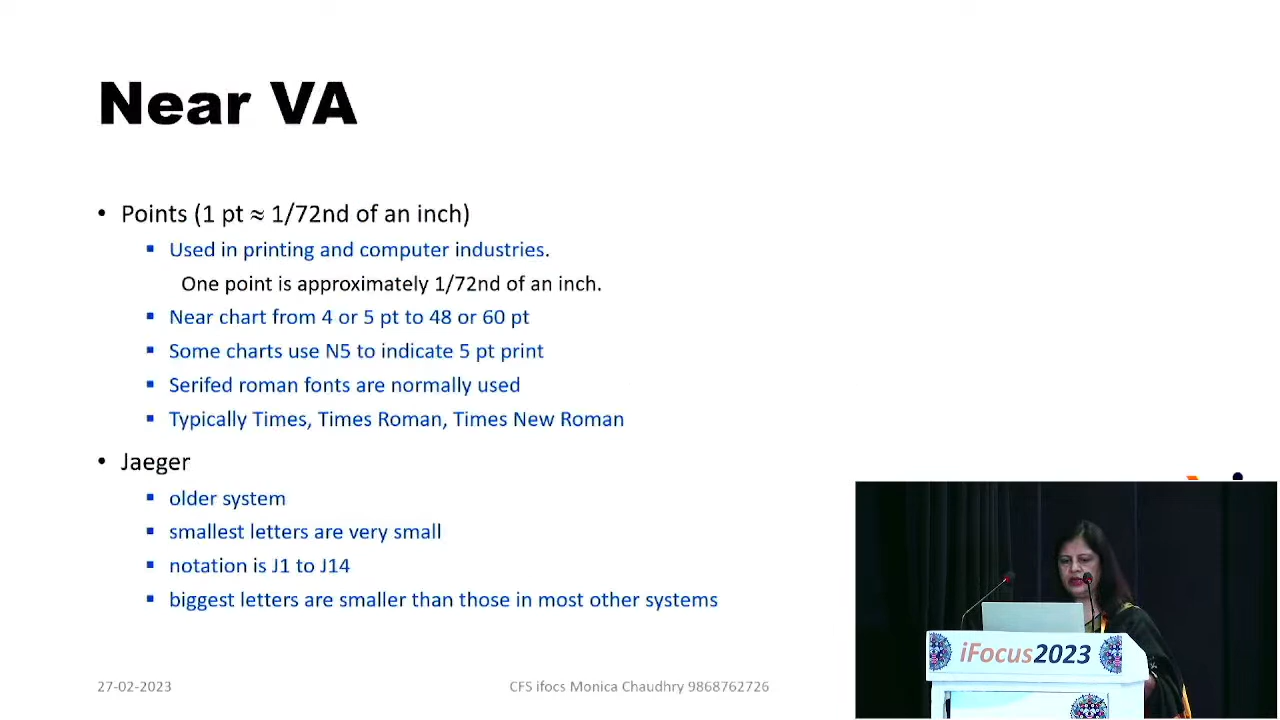 Near VA
• Points (1 pt ≈ 1/72nd of an inch)
▪ Used in printing and computer industries.
One point is approximately 1/72nd of an inch.
▪ Near chart from 4 or 5 pt to 48 or 60 pt
▪ Some charts use N5 to indicate 5 pt print
▪ Serifed roman fonts are normally used
▪ Typically Times, Times Roman, Times New Roman
• Jaeger
▪ older system
▪ smallest letters are very small
▪ notation is J1 to J14
▪ biggest letters are smaller than those in most other systems
iFocus2023
27-02-2023
CFS ifocs Monica Chaudhry 9868762726